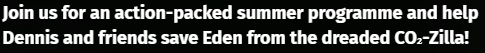 Join us for an action-packed summer programme and help
Dennis and friends save Eden from the dreaded CO₂-Zilla!